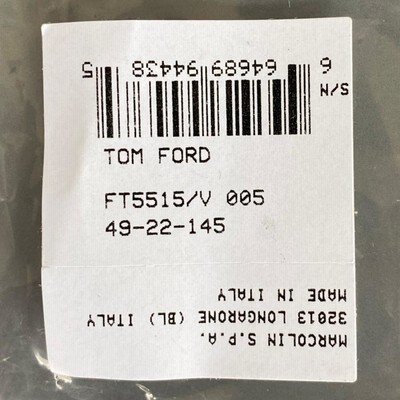 S/N
6 64689 94438 5
TOM FORD
FT5515/V 005
49-22-145
MARCOLIN S.P.A.
32013 LONGARONE (BL) ITALY
MADE IN ITALY